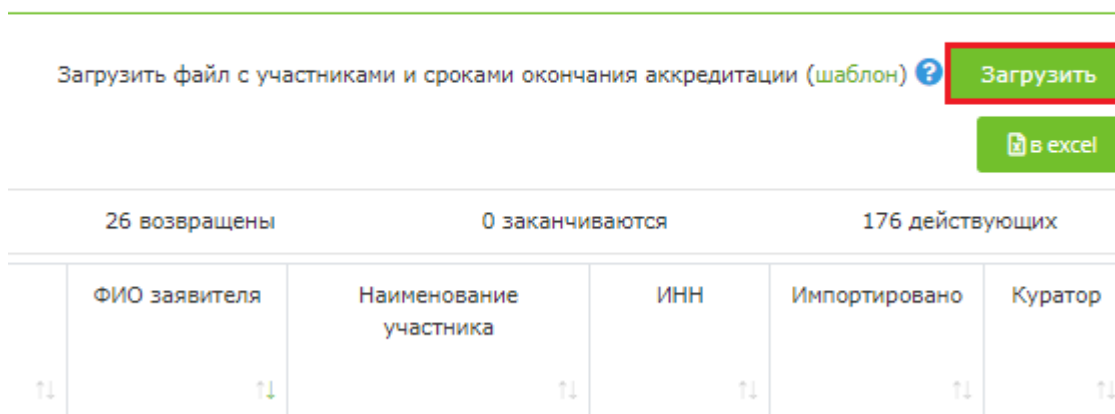 Загрузить файл с участниками и сроками окончания аккредитации (шаблон) ? Загрузить
в excel
26 возвращены 0 заканчиваются 176 действующих
ФИО заявителя Наименование участника ИНН Импортировано Куратор